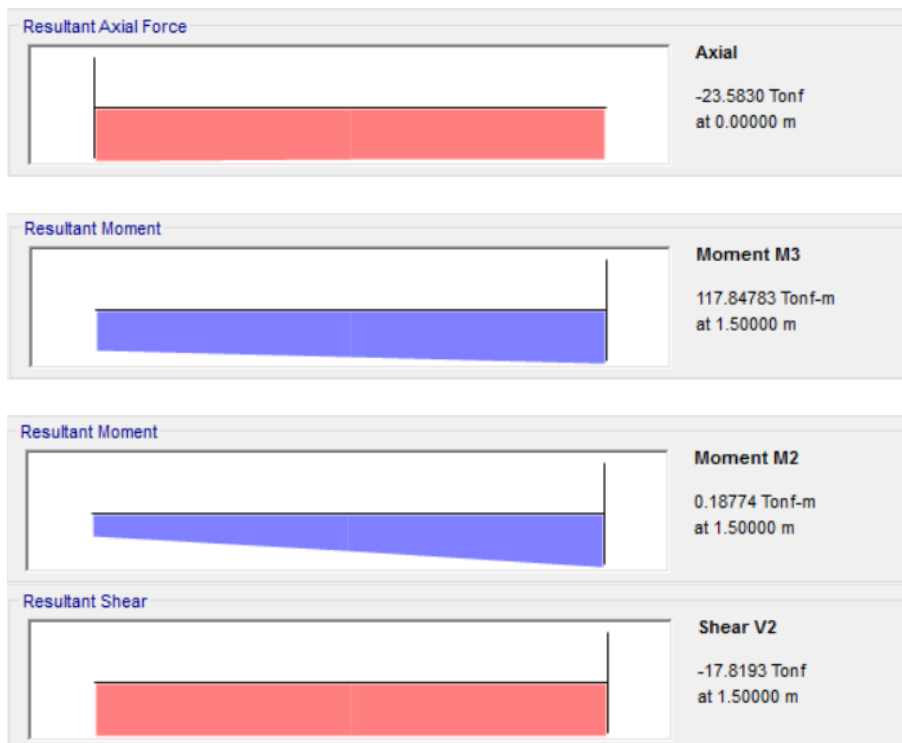 Resultant Axial Force
Axial
-23.5830 Tonf
at 0.00000 m
Resultant Moment
Moment M3
117.84783 Tonf-m
at 1.50000 m
Resultant Moment
Moment M2
0.18774 Tonf-m
at 1.50000 m
Resultant Shear
Shear V2
-17.8193 Tonf
at 1.50000 m